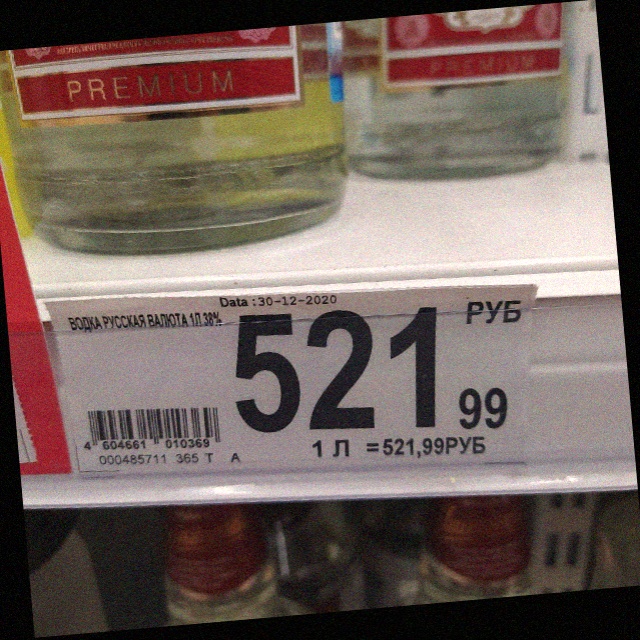 PREMIUM
PREMIUM
Data :30-12-2020
ВОДКА РУССКАЯ ВАЛЮТА 1Л 38%
521
РУБ
99
4 604661 010369
1 Л =521,99РУБ
000485711 365 Т А